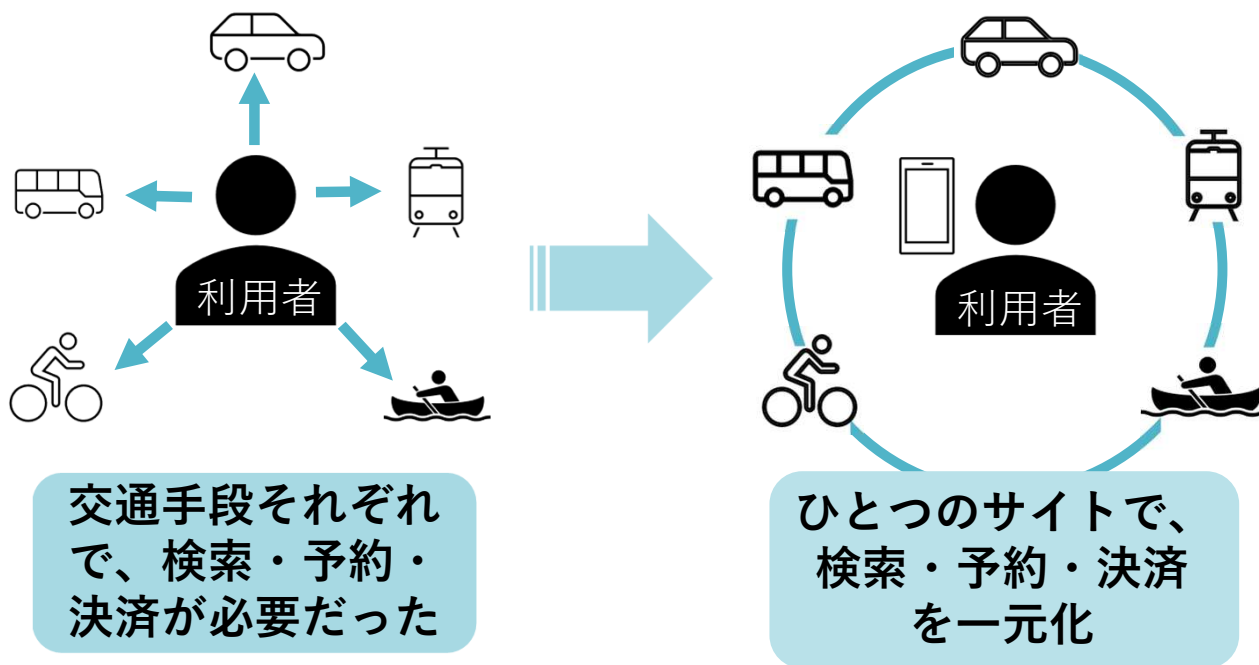 利用者
利用者
交通手段それぞれ
で、検索・予約・
決済が必要だった
ひとつのサイトで、
検索・予約・決済
を一元化